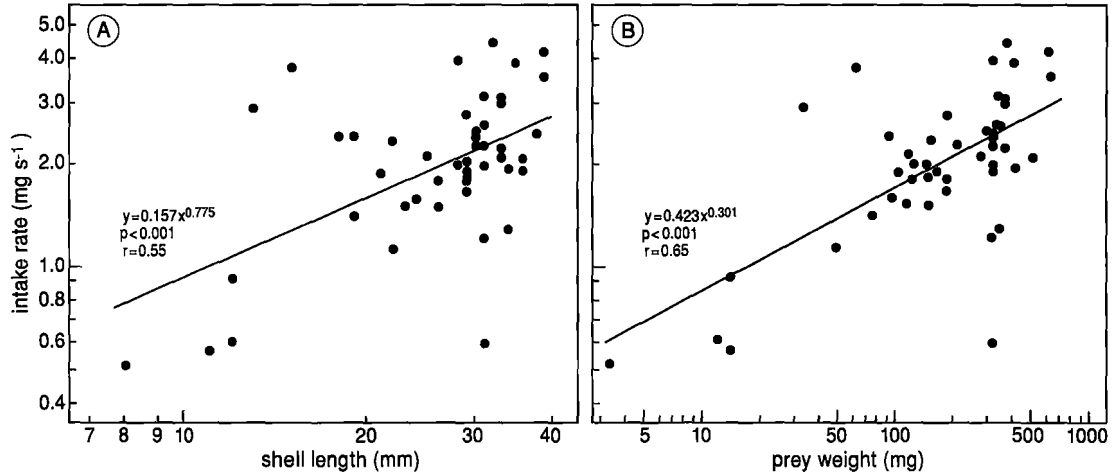 A
B
intake rate (mg s⁻¹)
5.0
4.0
3.0
2.0
1.0
0.8
0.6
0.4
y=0.157x^0.775
p<0.001
r=0.55
y=0.423x^0.301
p<0.001
r=0.65
7 8 9 10 20 30 40
shell length (mm)
5 10 50 100 500 1000
prey weight (mg)